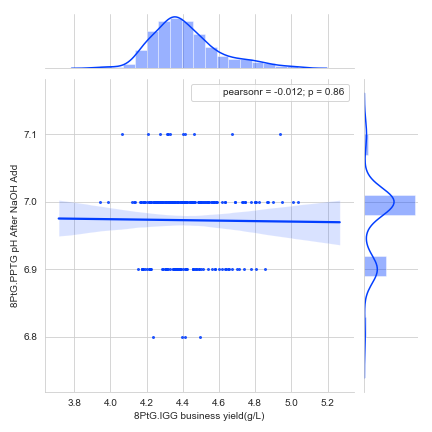 pearsonr = -0.012; p = 0.86
7.1
7.0
6.9
6.8
8PtG.PPTG pH After NaOH Add
3.8 4.0 4.2 4.4 4.6 4.8 5.0 5.2
8PtG.IGG business yield(g/L)